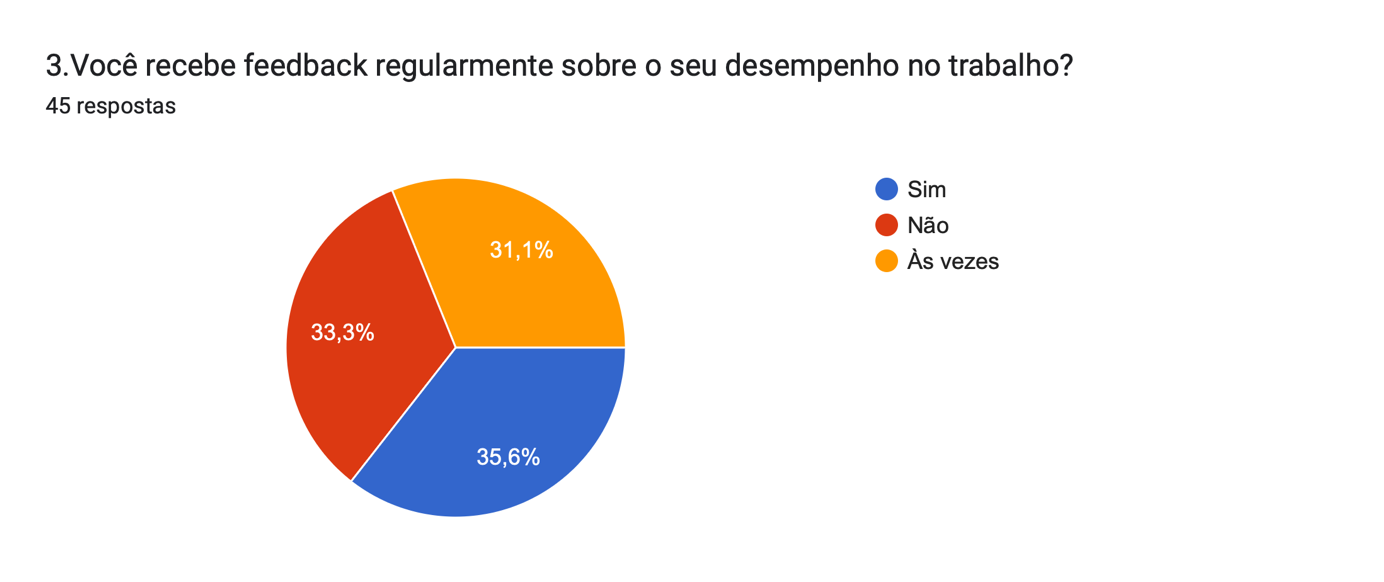 3.Você recebe feedback regularmente sobre o seu desempenho no trabalho?
45 respostas
Sim
Não
Às vezes
31,1%
33,3%
35,6%